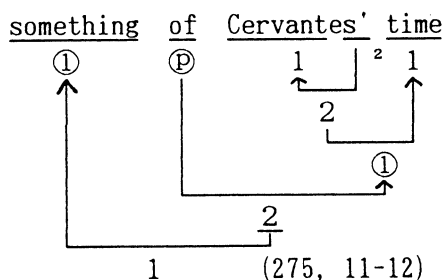 something of Cervantes' time
① ⓟ 1 ² 1
2
①
2
1 (275, 11-12)